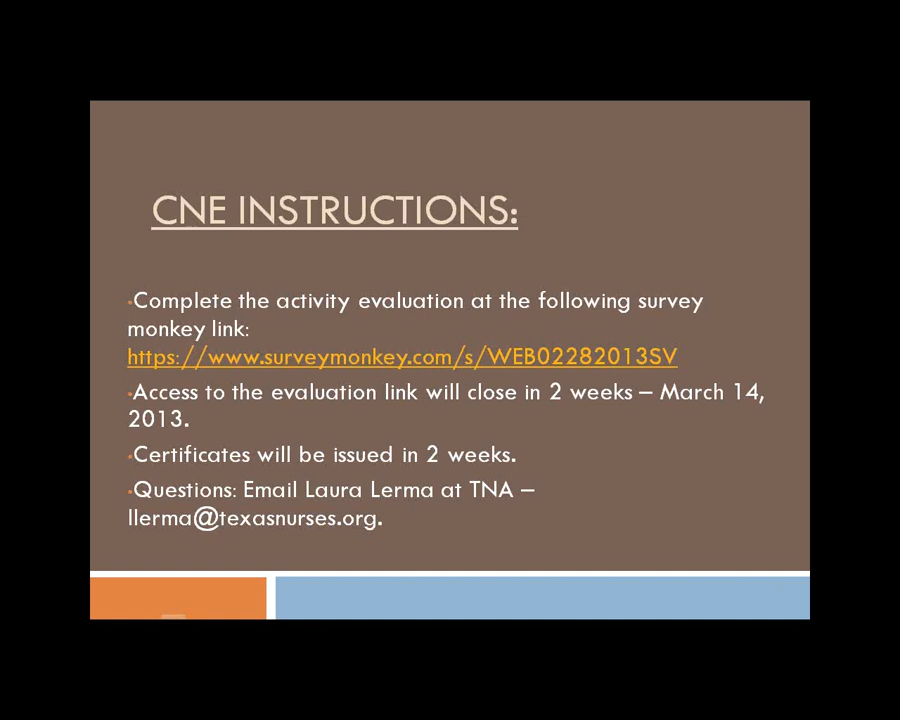 CNE INSTRUCTIONS:
•Complete the activity evaluation at the following survey
monkey link:
https://www.surveymonkey.com/s/WEB02282013SV
•Access to the evaluation link will close in 2 weeks – March 14,
2013.
•Certificates will be issued in 2 weeks.
•Questions: Email Laura Lerma at TNA –
llerma@texasnurses.org.